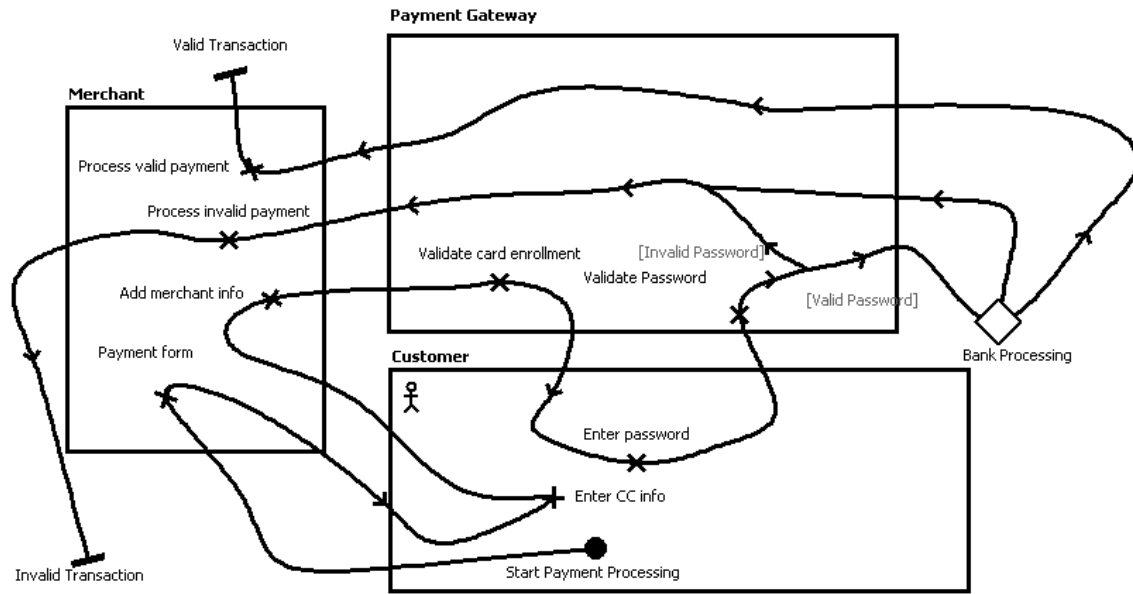 Payment Gateway
Valid Transaction
Merchant
Process valid payment
Process invalid payment
Validate card enrollment
[Invalid Password]
Validate Password
Add merchant info
[Valid Password]
Payment form
Customer
Bank Processing
Enter password
Enter CC info
Start Payment Processing
Invalid Transaction